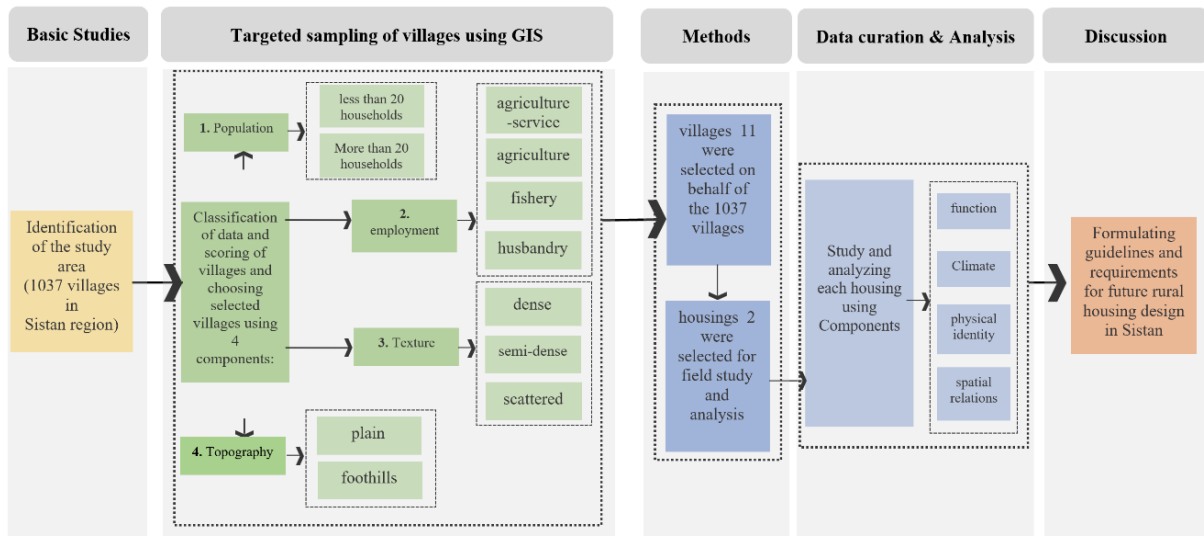 Basic Studies
Targeted sampling of villages using GIS
Methods
Data curation & Analysis
Discussion
Identification
of the study
area
(1037 villages in
Sistan region)
Classification
of data and
scoring of
villages and
choosing
selected
villages using
4
components:
1. Population
less than 20
households
More than 20
households
2.
employment
agriculture
-service
agriculture
fishery
husbandry
3. Texture
dense
semi-dense
scattered
4. Topography
plain
foothills
villages 11
were
selected on
behalf of
the 1037
villages
housings 2
were
selected for
field study
and
analysis
Study and
analyzing
each housing
using
Components
function
Climate
physical
identity
spatial
relations
Formulating
guidelines and
requirements
for future rural
housing design
in Sistan